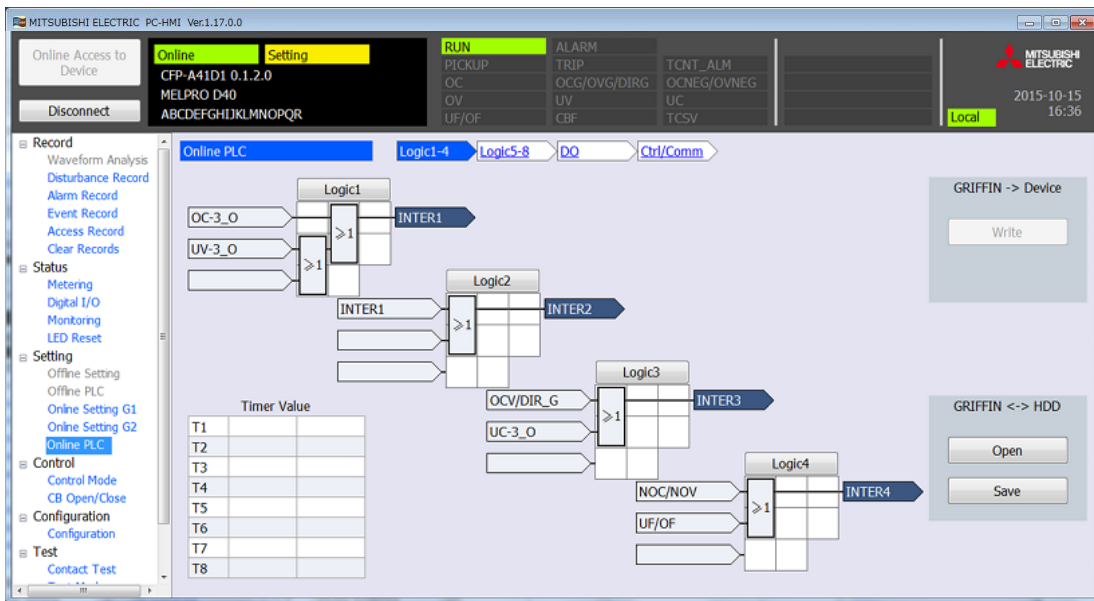 MITSUBISHI ELECTRIC PC-HMI Ver.1.17.0.0
Online Access to
Device
Disconnect
Online Setting
CFP-A41D1 0.1.2.0
MELPRO D40
ABCDEFGHIJKLMNOPQR
RUN ALARM
PICKUP TRIP TCNT_ALM
OC OCG/OVG/DIRG OCNEG/OVNEG
OV UV UC
UF/OF CBF TCSV
MITSUBISHI
ELECTRIC
2015-10-15
Local 16:36
Record
Waveform Analysis
Disturbance Record
Alarm Record
Event Record
Access Record
Clear Records
Status
Metering
Digital I/O
Monitoring
LED Reset
Setting
Offline Setting
Offline PLC
Online Setting G1
Online Setting G2
Online PLC
Control
Control Mode
CB Open/Close
Configuration
Configuration
Test
Contact Test
Online PLC
Logic1-4 Logic5-8 DO Ctrl/Comm
Logic1
OC-3_O
UV-3_O
≥1
≥1
INTER1
Logic2
INTER1
≥1
INTER2
Logic3
OCV/DIR_G
UC-3_O
≥1
INTER3
Logic4
NOC/NOV
UF/OF
≥1
INTER4
Timer Value
T1
T2
T3
T4
T5
T6
T7
T8
GRIFFIN -> Device
Write
GRIFFIN <-> HDD
Open
Save